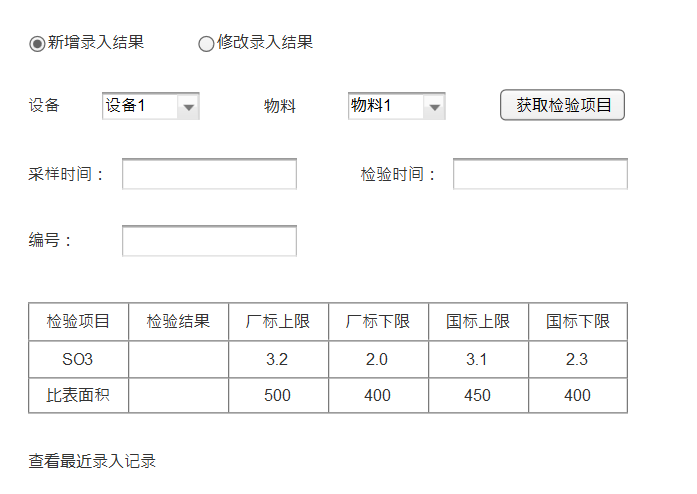 新增录入结果 修改录入结果
设备 设备1 物料 物料1 获取检验项目
采样时间： 检验时间：
编号：
检验项目 检验结果 厂标上限 厂标下限 国标上限 国标下限
SO3 3.2 2.0 3.1 2.3
比表面积 500 400 450 400
查看最近录入记录